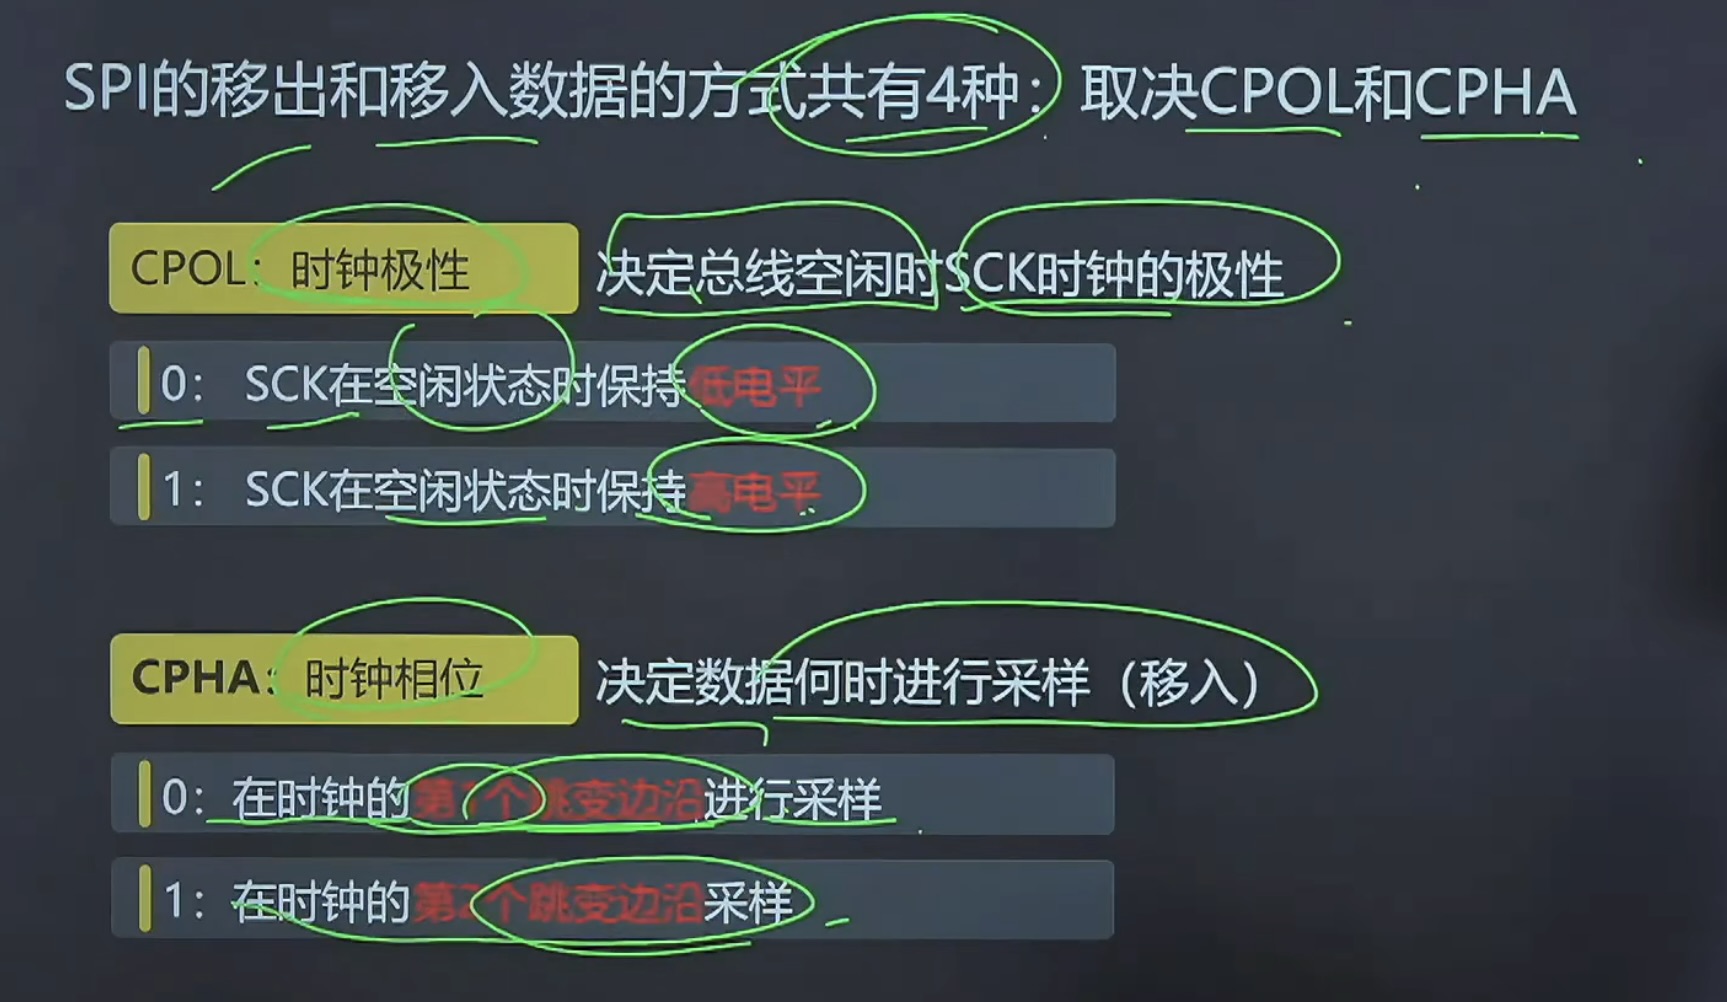 SPI的移出和移入数据的方式共有4种：取决CPOL和CPHA
CPOL：时钟极性 决定总线空闲时SCK时钟的极性
0： SCK在空闲状态时保持低电平
1： SCK在空闲状态时保持高电平
CPHA：时钟相位 决定数据何时进行采样（移入）
0：在时钟的第1个跳变边沿进行采样
1：在时钟的第2个跳变边沿采样